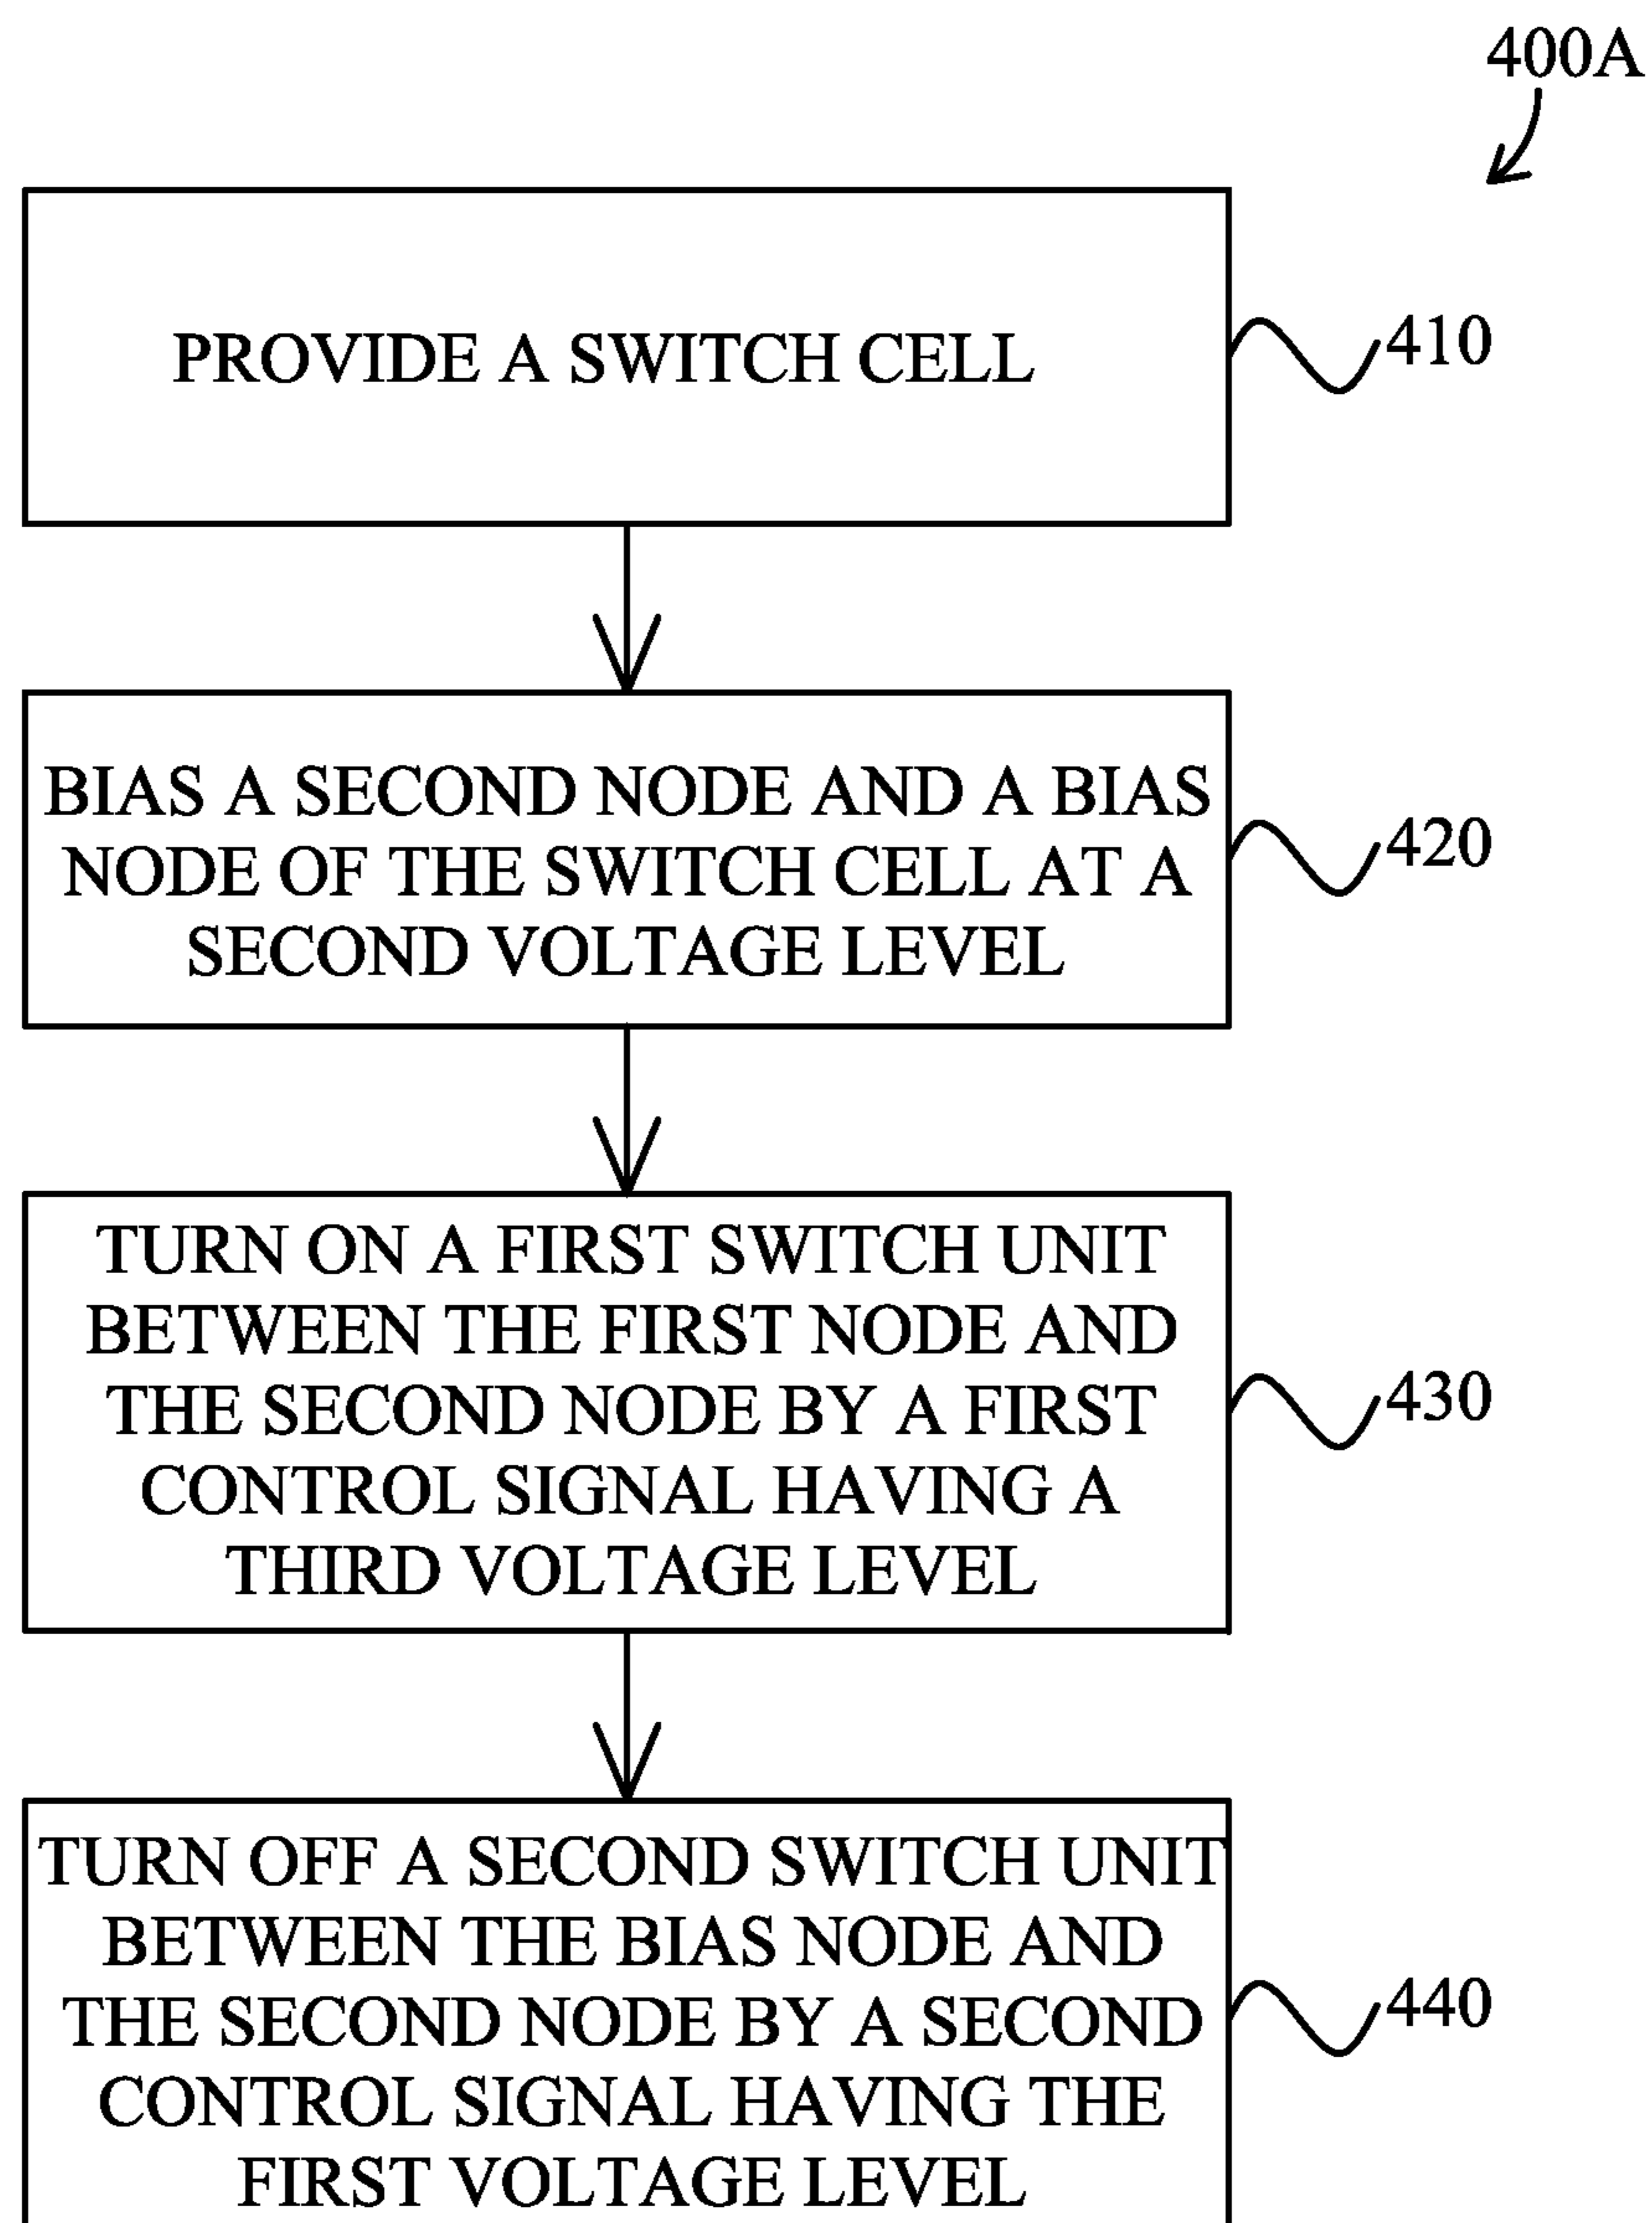 400A
PROVIDE A SWITCH CELL
410
BIAS A SECOND NODE AND A BIAS
NODE OF THE SWITCH CELL AT A
SECOND VOLTAGE LEVEL
420
TURN ON A FIRST SWITCH UNIT
BETWEEN THE FIRST NODE AND
THE SECOND NODE BY A FIRST
CONTROL SIGNAL HAVING A
THIRD VOLTAGE LEVEL
430
TURN OFF A SECOND SWITCH UNIT
BETWEEN THE BIAS NODE AND
THE SECOND NODE BY A SECOND
CONTROL SIGNAL HAVING THE
FIRST VOLTAGE LEVEL
440